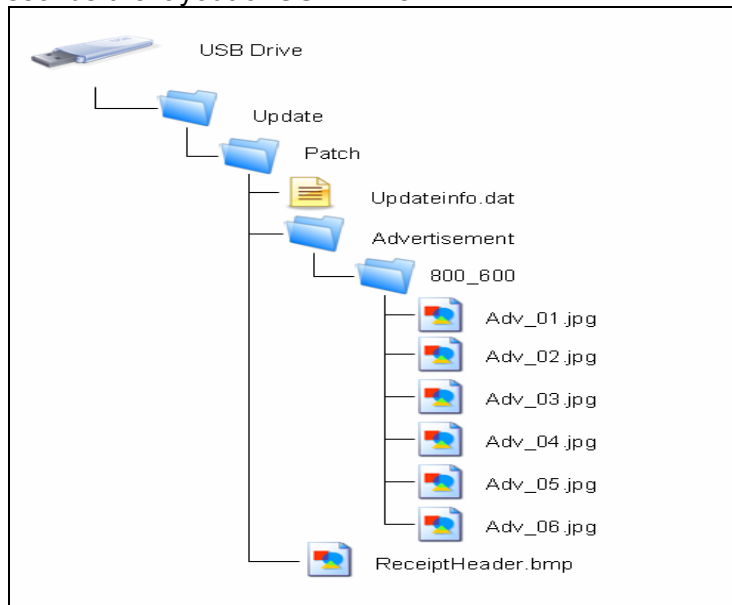 USB Drive
Update
Patch
Updateinfo.dat
Advertisement
800_600
Adv_01.jpg
Adv_02.jpg
Adv_03.jpg
Adv_04.jpg
Adv_05.jpg
Adv_06.jpg
ReceiptHeader.bmp